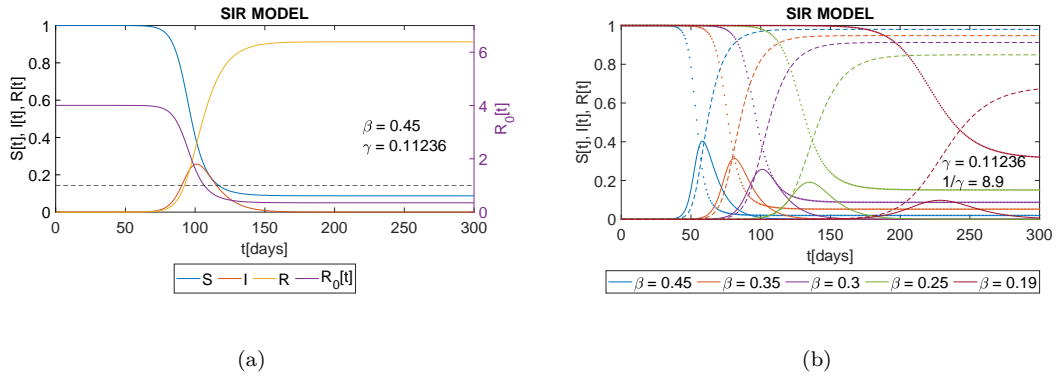 SIR MODEL
1
0.8
0.6
0.4
0.2
0
S[t], I[t], R[t]
6
4
2
0
R₀[t]
β = 0.45
γ = 0.11236
0 50 100 150 200 250 300
t[days]
S I R R₀[t]
(a)
SIR MODEL
1
0.8
0.6
0.4
0.2
0
S[t], I[t], R[t]
γ = 0.11236
1/γ = 8.9
0 50 100 150 200 250 300
t[days]
β = 0.45 β = 0.35 β = 0.3 β = 0.25 β = 0.19
(b)